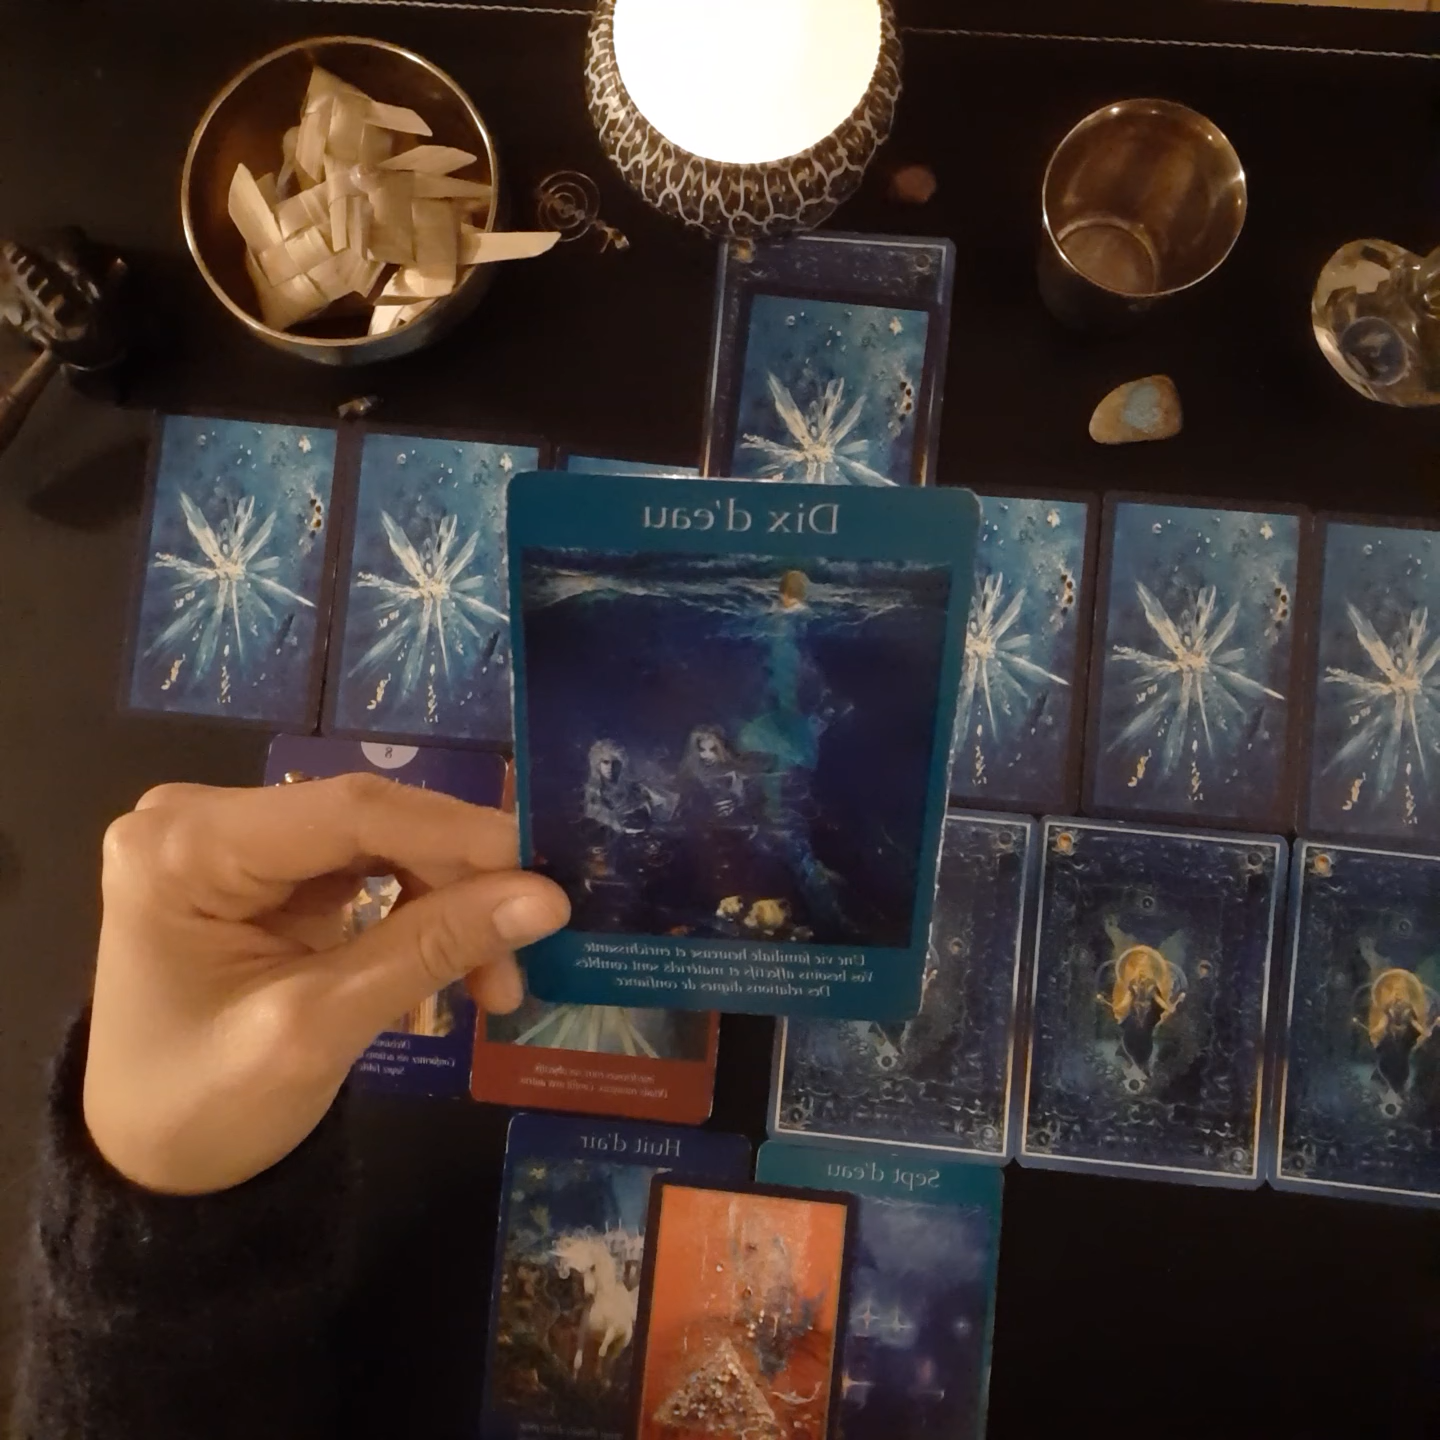 Dix d'eau
Une vie familiale heureuse et enrichissante.
Vos besoins affectifs et matériels sont comblés.
Des relations dignes de confiance.
8
Huit d'air
Sept d'eau